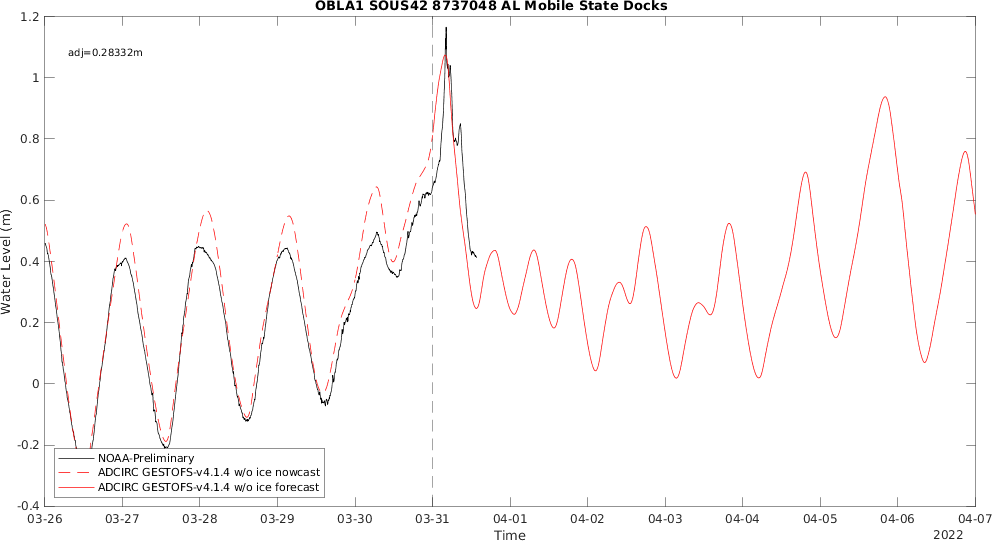 OBLA1 SOUS42 8737048 AL Mobile State Docks
adj=0.28332m
Water Level (m)
1.2
1
0.8
0.6
0.4
0.2
0
-0.2
-0.4
NOAA-Preliminary
ADCIRC GESTOFS-v4.1.4 w/o ice nowcast
ADCIRC GESTOFS-v4.1.4 w/o ice forecast
03-26 03-27 03-28 03-29 03-30 03-31 04-01 04-02 04-03 04-04 04-05 04-06 04-07
Time
2022